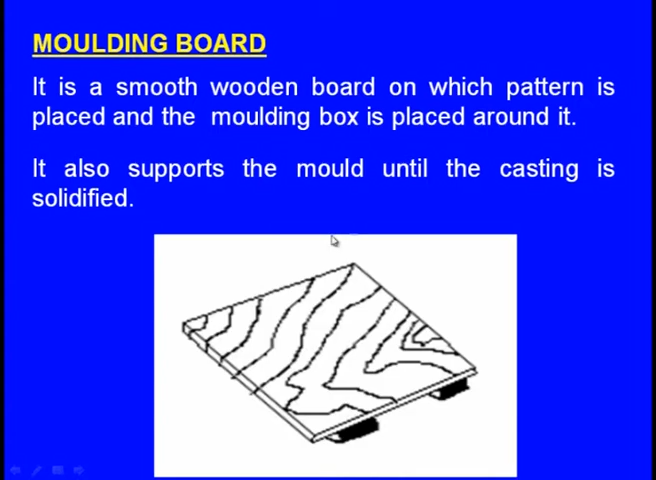 MOULDING BOARD
It is a smooth wooden board on which pattern is
placed and the moulding box is placed around it.
It also supports the mould until the casting is
solidified.